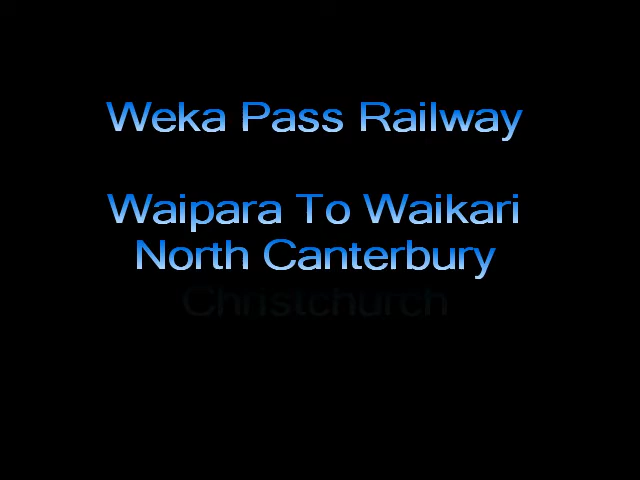 Weka Pass Railway
Waipara To Waikari
North Canterbury
Christchurch